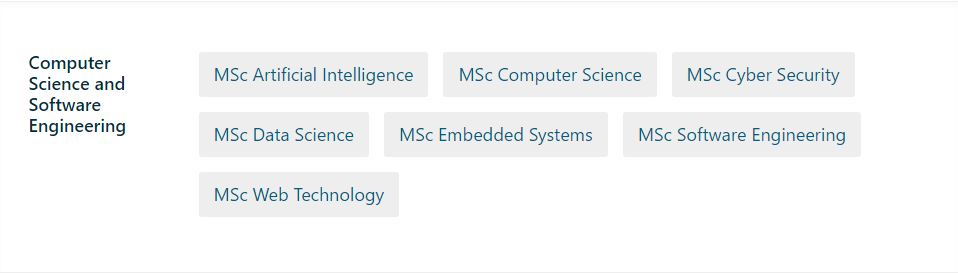 Computer
Science and
Software
Engineering
MSc Artificial Intelligence
MSc Computer Science
MSc Cyber Security
MSc Data Science
MSc Embedded Systems
MSc Software Engineering
MSc Web Technology